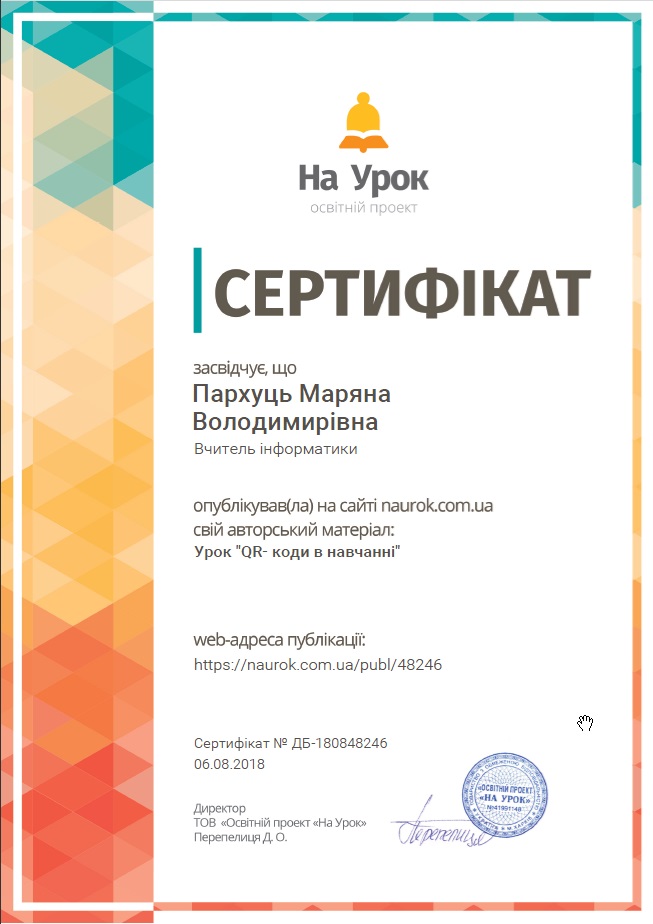 На Урок
освітній проект
СЕРТИФІКАТ
засвідчує, що
Пархуць Маряна
Володимирівна
Вчитель інформатики
опублікував(ла) на сайті naurok.com.ua
свій авторський матеріал:
Урок "QR- коди в навчанні"
web-адреса публікації:
https://naurok.com.ua/publ/48246
Сертифікат № ДБ-180848246
06.08.2018
Директор
ТОВ «Освітній проект «На Урок»
Перепелиця Д. О.
«ОСВІТНІЙ ПРОЕКТ
«НА УРОК»
№41991148
Перепелиця